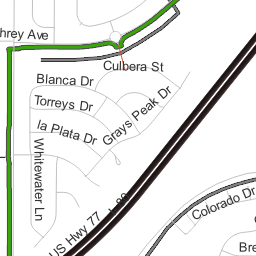 hrey Ave
Culbera St
Blanca Dr
Torreys Dr
la Plata Dr
Grays Peak Dr
Whitewater Ln
US Hwy 77
Colorado Dr
Bre